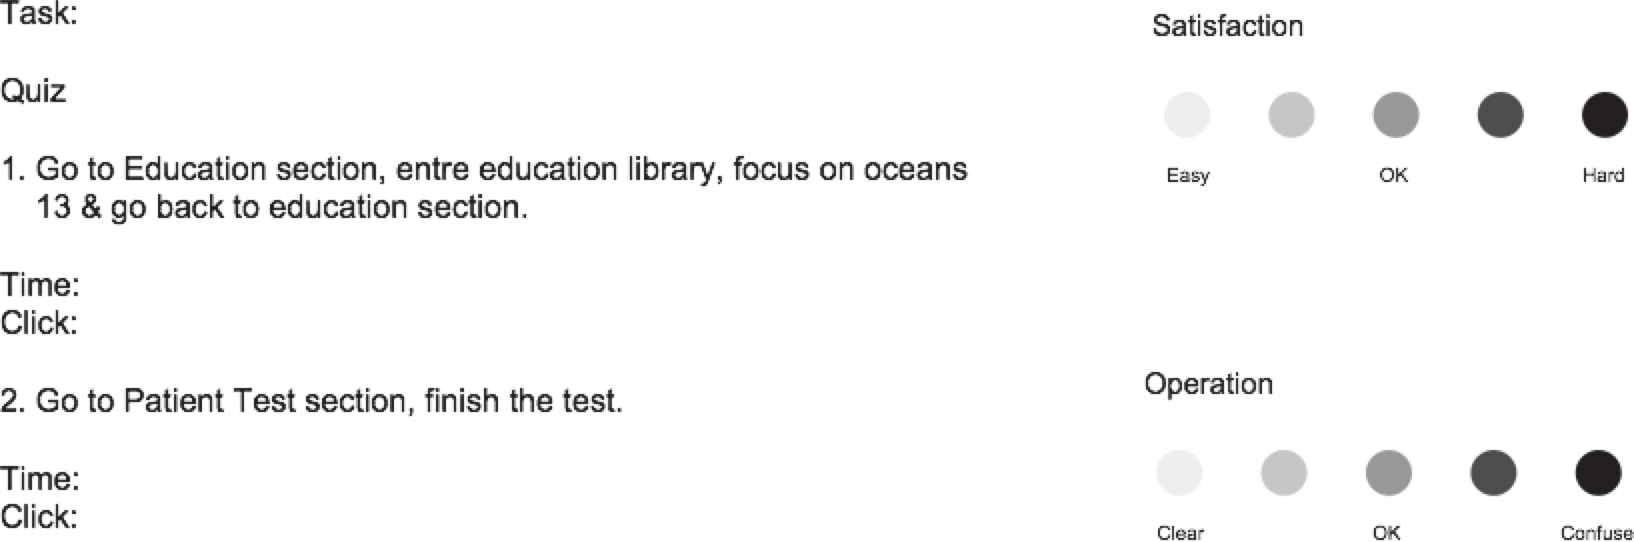 Task:
Quiz
1. Go to Education section, entre education library, focus on oceans
13 & go back to education section.
Time:
Click:
2. Go to Patient Test section, finish the test.
Time:
Click:
Satisfaction
Easy OK Hard
Operation
Clear OK Confuse